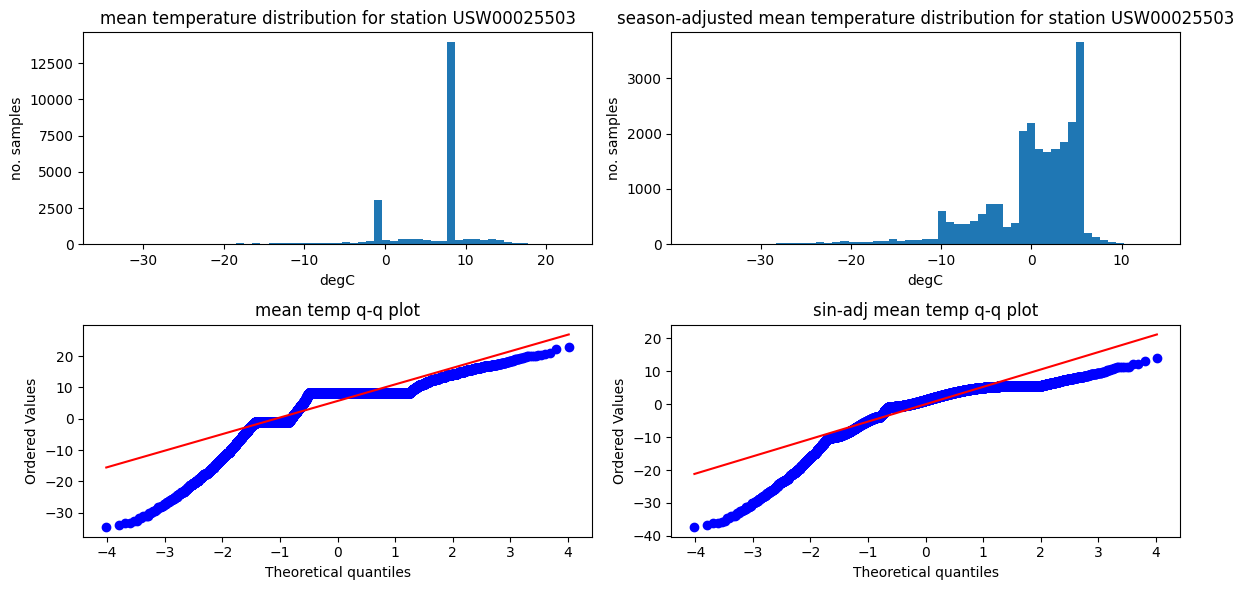 mean temperature distribution for station USW00025503
no. samples
12500
10000
7500
5000
2500
0
−30 −20 −10 0 10 20
degC
season-adjusted mean temperature distribution for station USW00025503
no. samples
3000
2000
1000
0
−30 −20 −10 0 10
degC
mean temp q-q plot
Ordered Values
20
10
0
−10
−20
−30
−4 −3 −2 −1 0 1 2 3 4
Theoretical quantiles
sin-adj mean temp q-q plot
Ordered Values
20
10
0
−10
−20
−30
−40
−4 −3 −2 −1 0 1 2 3 4
Theoretical quantiles